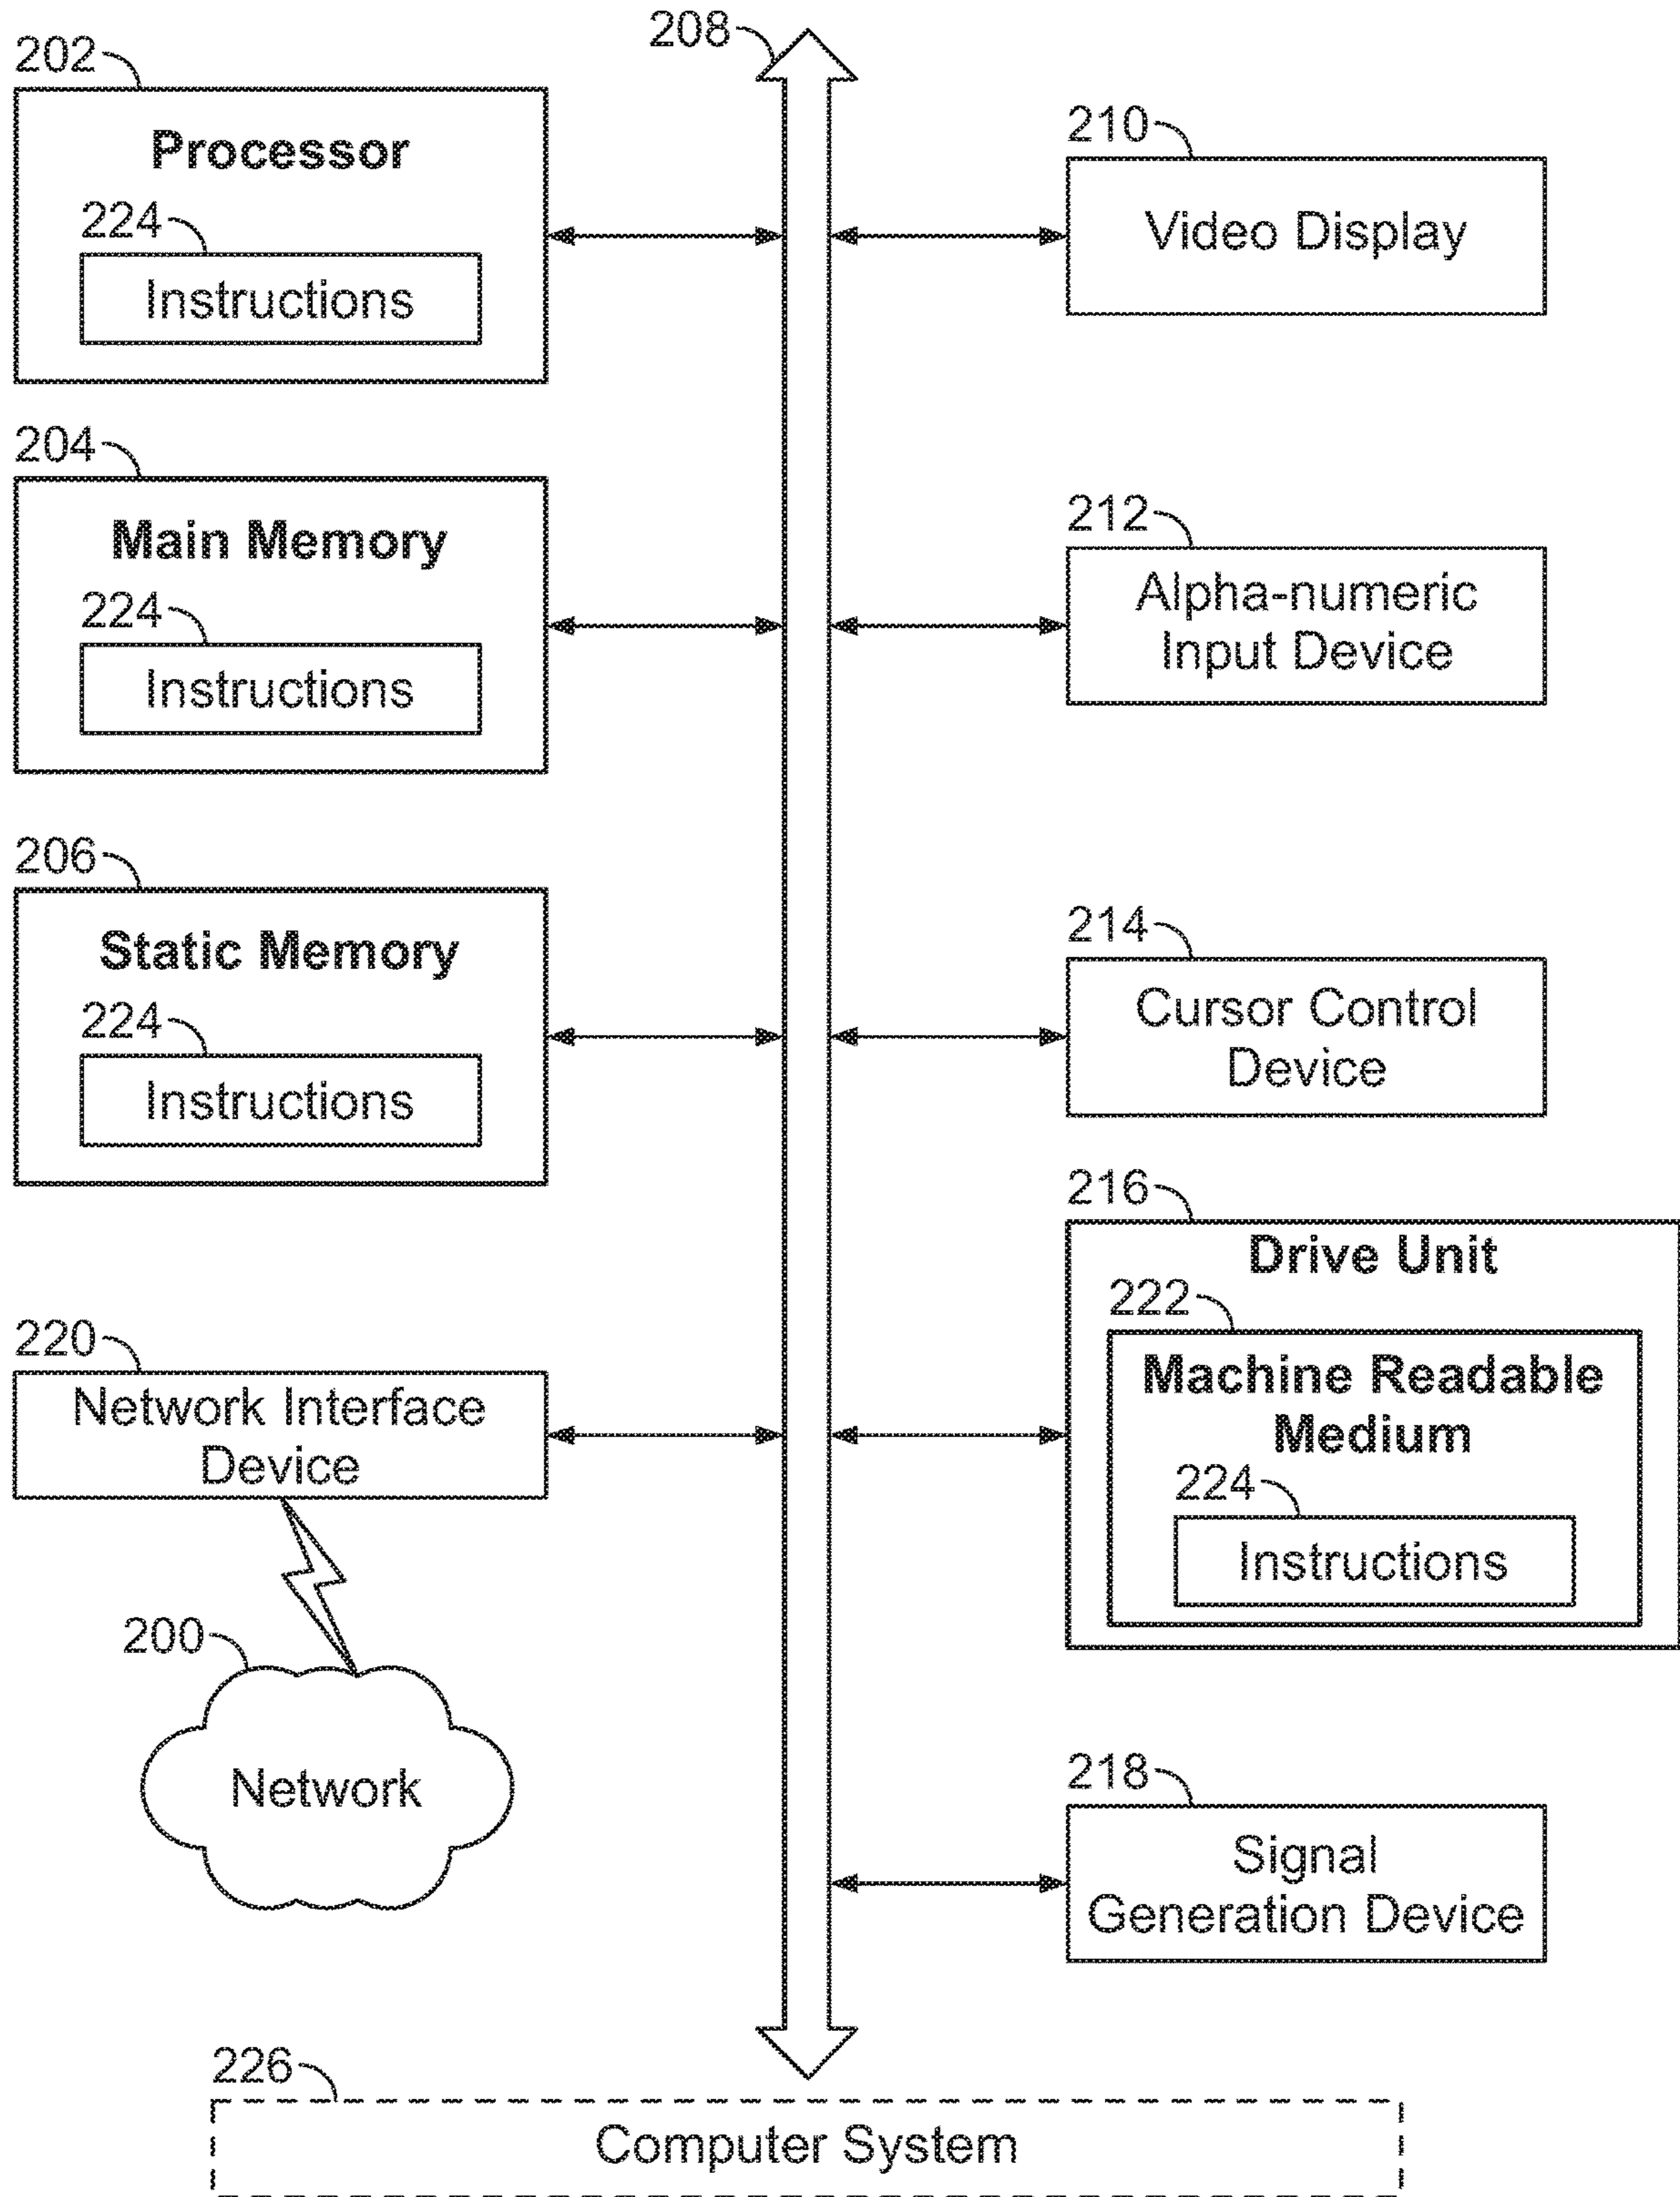 208
202
Processor
224
Instructions
210
Video Display
204
Main Memory
224
Instructions
212
Alpha-numeric
Input Device
206
Static Memory
224
Instructions
214
Cursor Control
Device
220
Network Interface
Device
216
Drive Unit
222
Machine Readable
Medium
224
Instructions
200
Network
218
Signal
Generation Device
226
Computer System